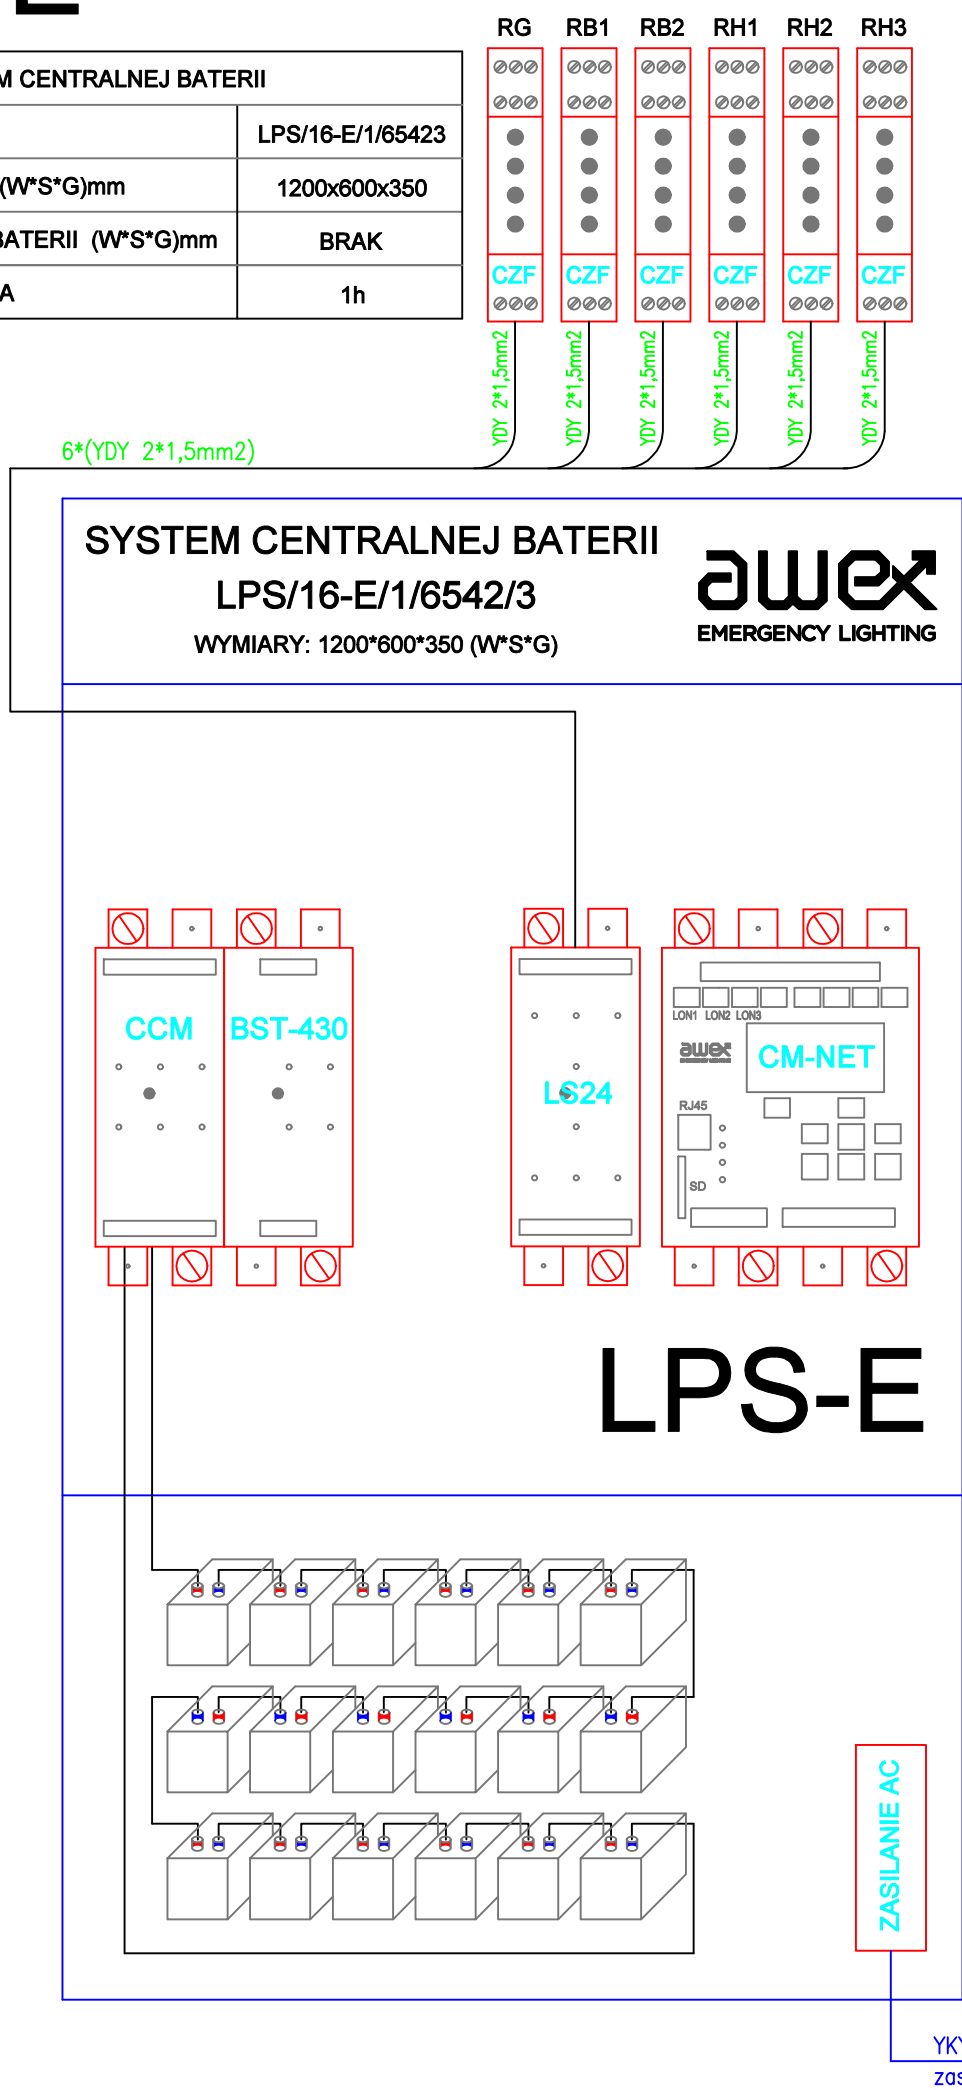 E
RG RB1 RB2 RH1 RH2 RH3
M CENTRALNEJ BATERII
LPS/16-E/1/65423
(W*S*G)mm 1200x600x350
BATERII (W*S*G)mm BRAK
A 1h
CZF CZF CZF CZF CZF CZF
YDY 2*1,5mm2 YDY 2*1,5mm2 YDY 2*1,5mm2 YDY 2*1,5mm2 YDY 2*1,5mm2 YDY 2*1,5mm2
6*(YDY 2*1,5mm2)
SYSTEM CENTRALNEJ BATERII
LPS/16-E/1/6542/3
WYMIARY: 1200*600*350 (W*S*G)
awex
EMERGENCY LIGHTING
CCM BST-430
LS24
LON1 LON2 LON3
awex
CM-NET
RJ45
SD
LPS-E
ZASILANIE AC
YKY
zas